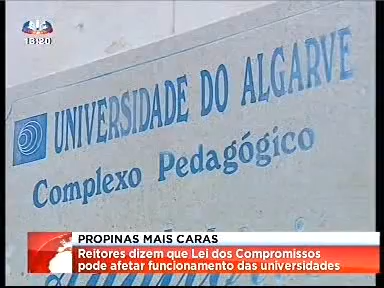 SIC
18:20
UNIVERSIDADE DO ALGARVE
Complexo Pedagógico
PROPINAS MAIS CARAS
Reitores dizem que Lei dos Compromissos
pode afetar funcionamento das universidades